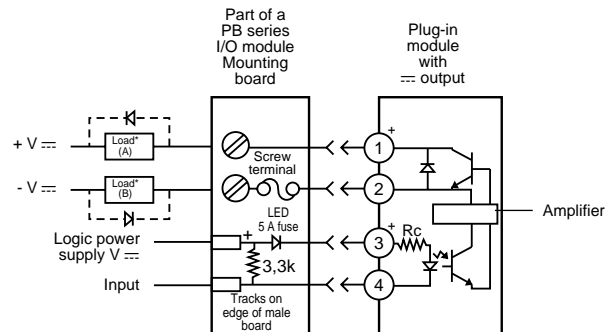 Part of a
PB series
I/O module
Mounting
board
Plug-in
module
with
⎓ output
+ V ⎓
Load*
(A)
1
+
Screw
terminal
- V ⎓
Load*
(B)
2
Amplifier
LED
5 A fuse
Logic power
supply V ⎓
+
3
+
Rc
3,3k
Input
4
Tracks on
edge of male
board